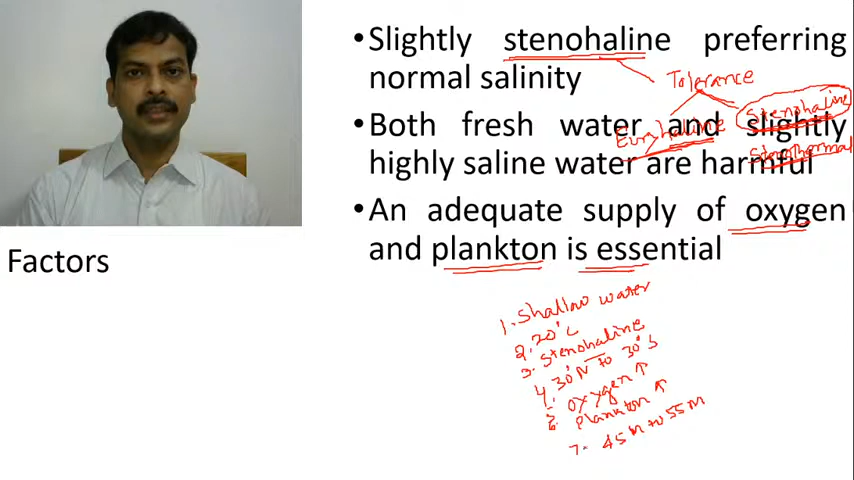 • Slightly stenohaline preferring
normal salinity
Tolerance
Euryhaline
Stenohaline
Stenothermal
• Both fresh water and slightly
highly saline water are harmful
• An adequate supply of oxygen
and plankton is essential
Factors
1. Shallow water
2. 20°C
3. Stenohaline
4. 30°N to 30°S
5. Oxygen ↑
6. Plankton ↑
7. 45m to 55m